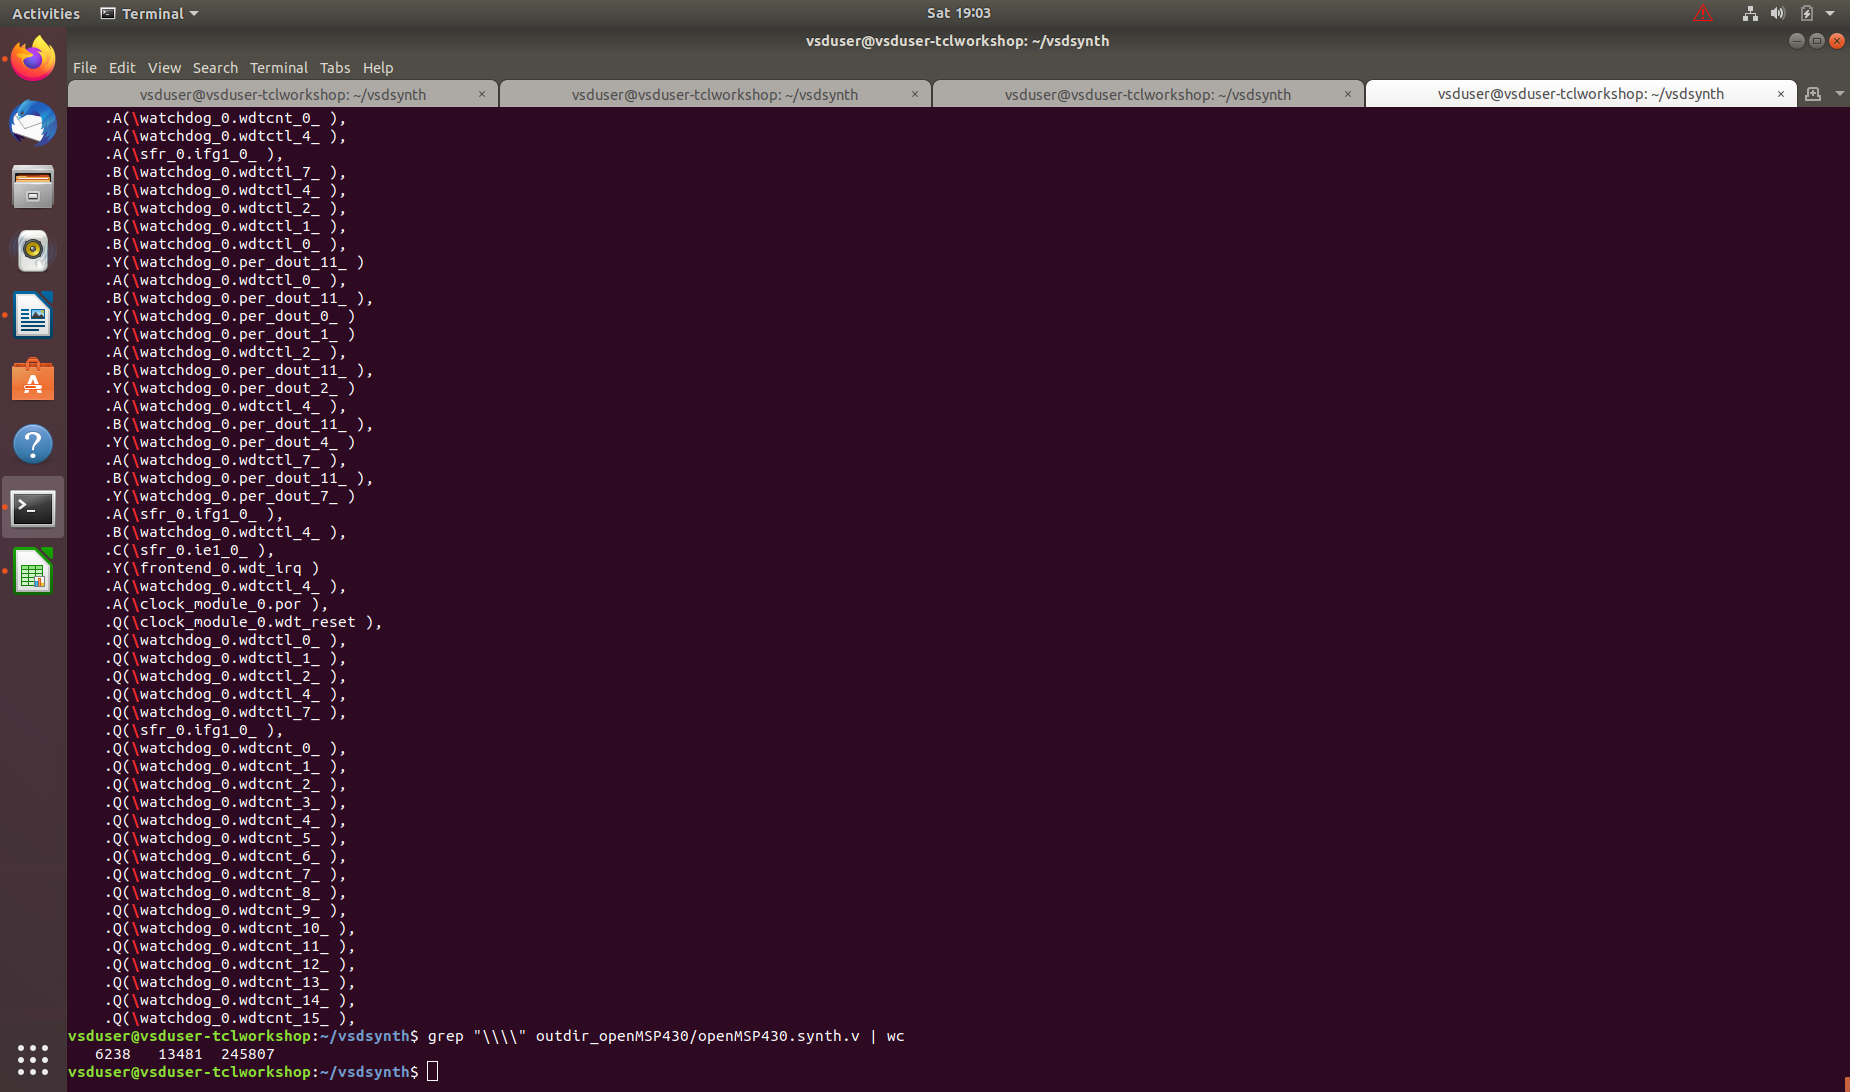 Activities Terminal Sat 19:03
vsduser@vsduser-tclworkshop: ~/vsdsynth
File Edit View Search Terminal Tabs Help
vsduser@vsduser-tclworkshop: ~/vsdsynth × vsduser@vsduser-tclworkshop: ~/vsdsynth × vsduser@vsduser-tclworkshop: ~/vsdsynth × vsduser@vsduser-tclworkshop: ~/vsdsynth ×
.A(\watchdog_0.wdtcnt_0_ ),
.A(\watchdog_0.wdtctl_4_ ),
.A(\sfr_0.ifg1_0_ ),
.B(\watchdog_0.wdtctl_7_ ),
.B(\watchdog_0.wdtctl_4_ ),
.B(\watchdog_0.wdtctl_2_ ),
.B(\watchdog_0.wdtctl_1_ ),
.B(\watchdog_0.wdtctl_0_ ),
.Y(\watchdog_0.per_dout_11_ )
.A(\watchdog_0.wdtctl_0_ ),
.B(\watchdog_0.per_dout_11_ ),
.Y(\watchdog_0.per_dout_0_ )
.Y(\watchdog_0.per_dout_1_ )
.A(\watchdog_0.wdtctl_2_ ),
.B(\watchdog_0.per_dout_11_ ),
.Y(\watchdog_0.per_dout_2_ )
.A(\watchdog_0.wdtctl_4_ ),
.B(\watchdog_0.per_dout_11_ ),
.Y(\watchdog_0.per_dout_4_ )
.A(\watchdog_0.wdtctl_7_ ),
.B(\watchdog_0.per_dout_11_ ),
.Y(\watchdog_0.per_dout_7_ )
.A(\sfr_0.ifg1_0_ ),
.B(\watchdog_0.wdtctl_4_ ),
.C(\sfr_0.ie1_0_ ),
.Y(\frontend_0.wdt_irq )
.A(\watchdog_0.wdtctl_4_ ),
.A(\clock_module_0.por ),
.Q(\clock_module_0.wdt_reset ),
.Q(\watchdog_0.wdtctl_0_ ),
.Q(\watchdog_0.wdtctl_1_ ),
.Q(\watchdog_0.wdtctl_2_ ),
.Q(\watchdog_0.wdtctl_4_ ),
.Q(\watchdog_0.wdtctl_7_ ),
.Q(\sfr_0.ifg1_0_ ),
.Q(\watchdog_0.wdtcnt_0_ ),
.Q(\watchdog_0.wdtcnt_1_ ),
.Q(\watchdog_0.wdtcnt_2_ ),
.Q(\watchdog_0.wdtcnt_3_ ),
.Q(\watchdog_0.wdtcnt_4_ ),
.Q(\watchdog_0.wdtcnt_5_ ),
.Q(\watchdog_0.wdtcnt_6_ ),
.Q(\watchdog_0.wdtcnt_7_ ),
.Q(\watchdog_0.wdtcnt_8_ ),
.Q(\watchdog_0.wdtcnt_9_ ),
.Q(\watchdog_0.wdtcnt_10_ ),
.Q(\watchdog_0.wdtcnt_11_ ),
.Q(\watchdog_0.wdtcnt_12_ ),
.Q(\watchdog_0.wdtcnt_13_ ),
.Q(\watchdog_0.wdtcnt_14_ ),
.Q(\watchdog_0.wdtcnt_15_ ),
vsduser@vsduser-tclworkshop:~/vsdsynth$ grep "\\\\" outdir_openMSP430/openMSP430.synth.v | wc
6238 13481 245807
vsduser@vsduser-tclworkshop:~/vsdsynth$